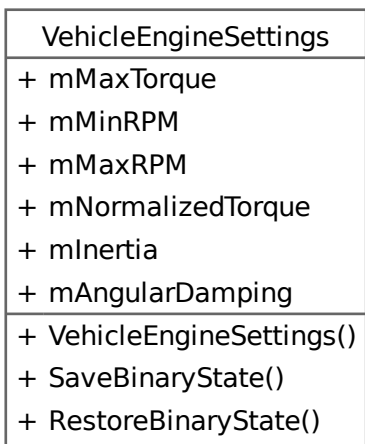 VehicleEngineSettings
+ mMaxTorque
+ mMinRPM
+ mMaxRPM
+ mNormalizedTorque
+ mInertia
+ mAngularDamping
+ VehicleEngineSettings()
+ SaveBinaryState()
+ RestoreBinaryState()